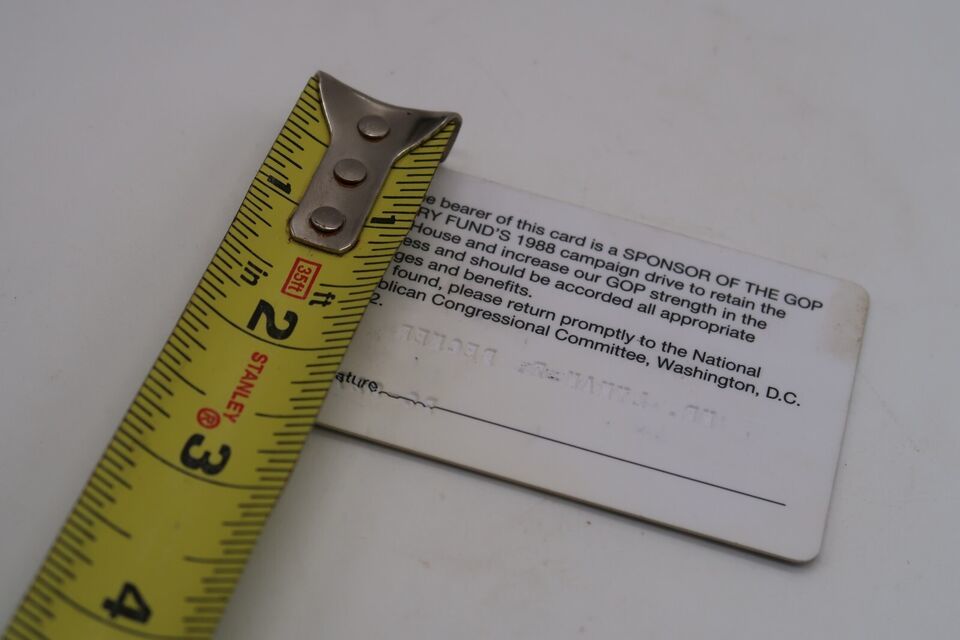 e bearer of this card is a SPONSOR OF THE GOP
RY FUND'S 1988 campaign drive to retain the
House and increase our GOP strength in the
ess and should be accorded all appropriate
ges and benefits.
found, please return promptly to the National
blican Congressional Committee, Washington, D.C.
2.
ature
1
1
in
35ft
ft
2
STANLEY
®
3
4